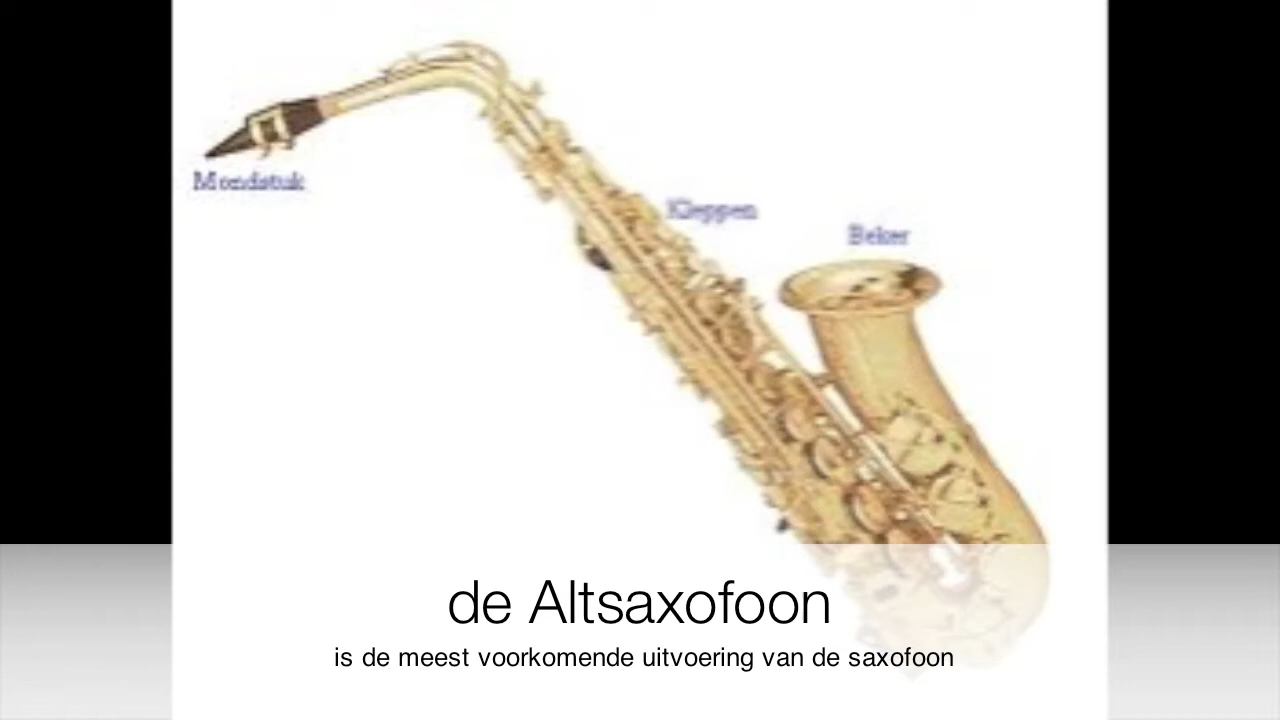 Mondstuk
Kleppen
Beker
de Altsaxofoon
is de meest voorkomende uitvoering van de saxofoon